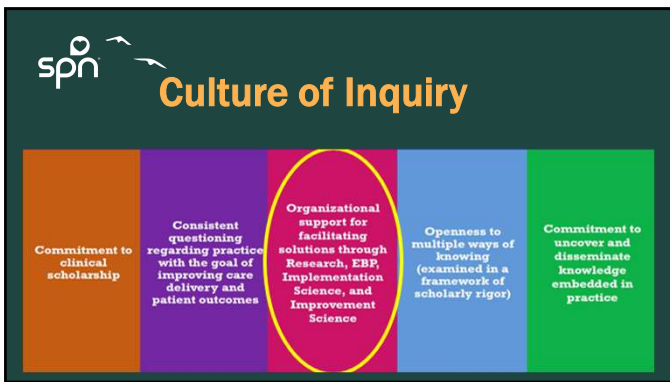 spn
Culture of Inquiry
Commitment to
clinical
scholarship
Consistent
questioning
regarding practice
with the goal of
improving care
delivery and
patient outcomes
Organizational
support for
facilitating
solutions through
Research, EBP,
Implementation
Science, and
Improvement
Science
Openness to
multiple ways of
knowing
(examined in a
framework of
scholarly rigor)
Commitment to
uncover and
disseminate
knowledge
embedded in
practice